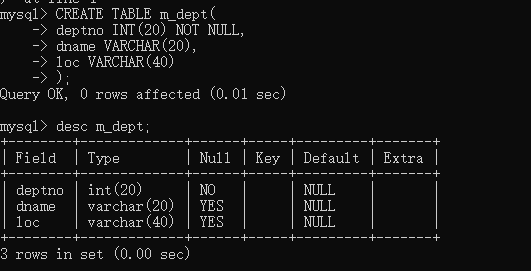 mysql> CREATE TABLE m_dept(
    -> deptno INT(20) NOT NULL,
    -> dname VARCHAR(20),
    -> loc VARCHAR(40)
    -> );
Query OK, 0 rows affected (0.01 sec)
mysql> desc m_dept;
+--------+-------------+------+-----+---------+-------+
| Field  | Type        | Null | Key | Default | Extra |
+--------+-------------+------+-----+---------+-------+
| deptno | int(20)     | NO   |     | NULL    |       |
| dname  | varchar(20) | YES  |     | NULL    |       |
| loc    | varchar(40) | YES  |     | NULL    |       |
+--------+-------------+------+-----+---------+-------+
3 rows in set (0.00 sec)